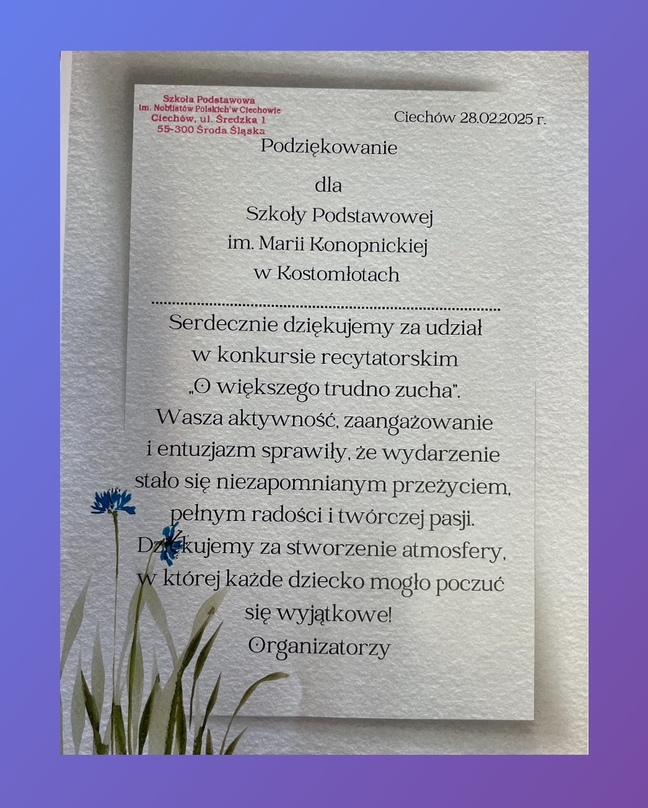 Szkoła Podstawowa
im. Noblistów Polskich w Ciechowie
Ciechów, ul. Średzka 1
55-300 Środa Śląska
Ciechów 28.02.2025 r.
Podziękowanie
dla
Szkoły Podstawowej
im. Marii Konopnickiej
w Kostomłotach
Serdecznie dziękujemy za udział
w konkursie recytatorskim
„O większego trudno zucha”.
Wasza aktywność, zaangażowanie
i entuzjazm sprawiły, że wydarzenie
stało się niezapomnianym przeżyciem,
pełnym radości i twórczej pasji.
Dziękujemy za stworzenie atmosfery,
w której każde dziecko mogło poczuć
się wyjątkowe!
Organizatorzy